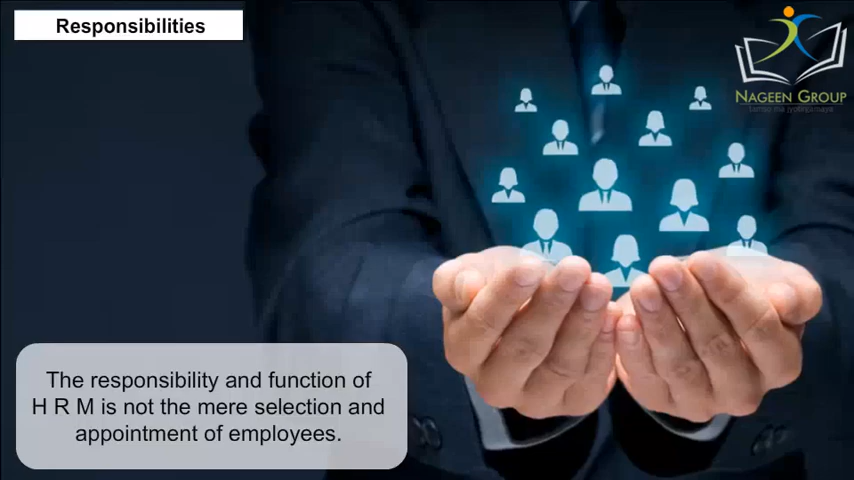 Responsibilities
NAGEEN GROUP
The responsibility and function of
H R M is not the mere selection and
appointment of employees.